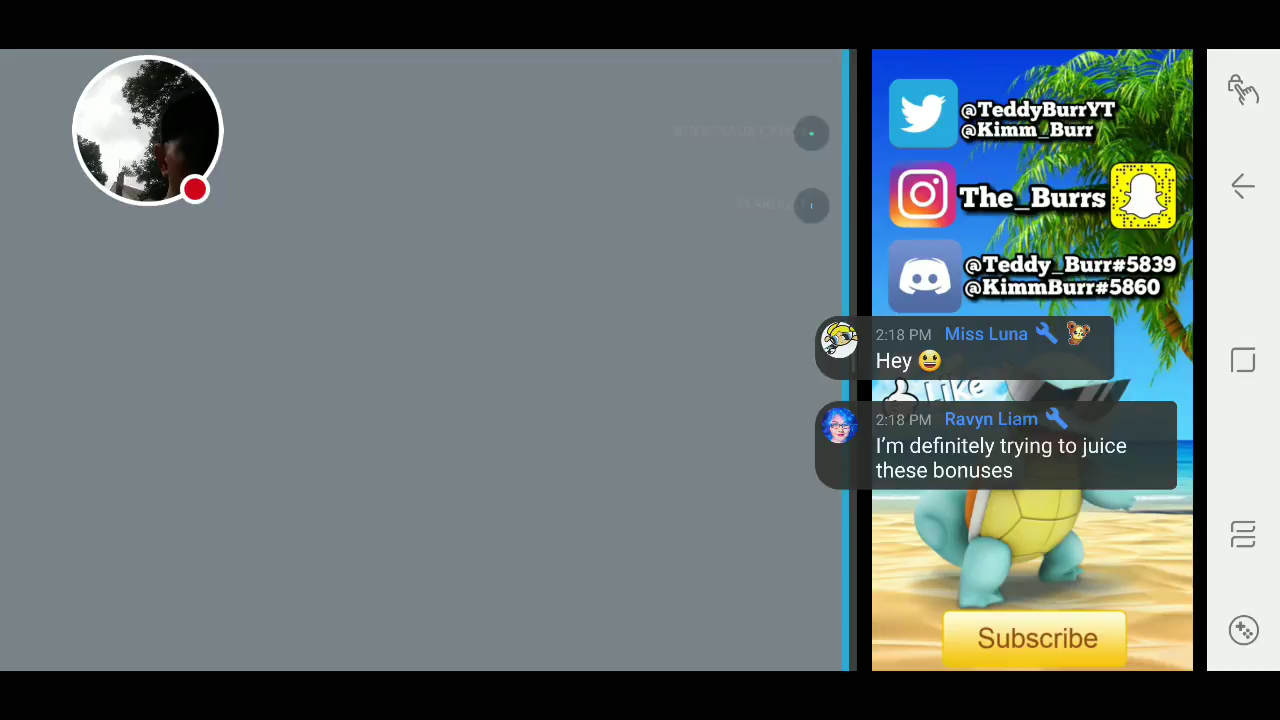 @TeddyBurrYT
@Kimm_Burr
The_Burrs
@Teddy_Burr#5839
@KimmBurr#5860
2:18 PM Miss Luna
Hey 😃
Like
2:18 PM Ravyn Liam
I'm definitely trying to juice
these bonuses
Subscribe